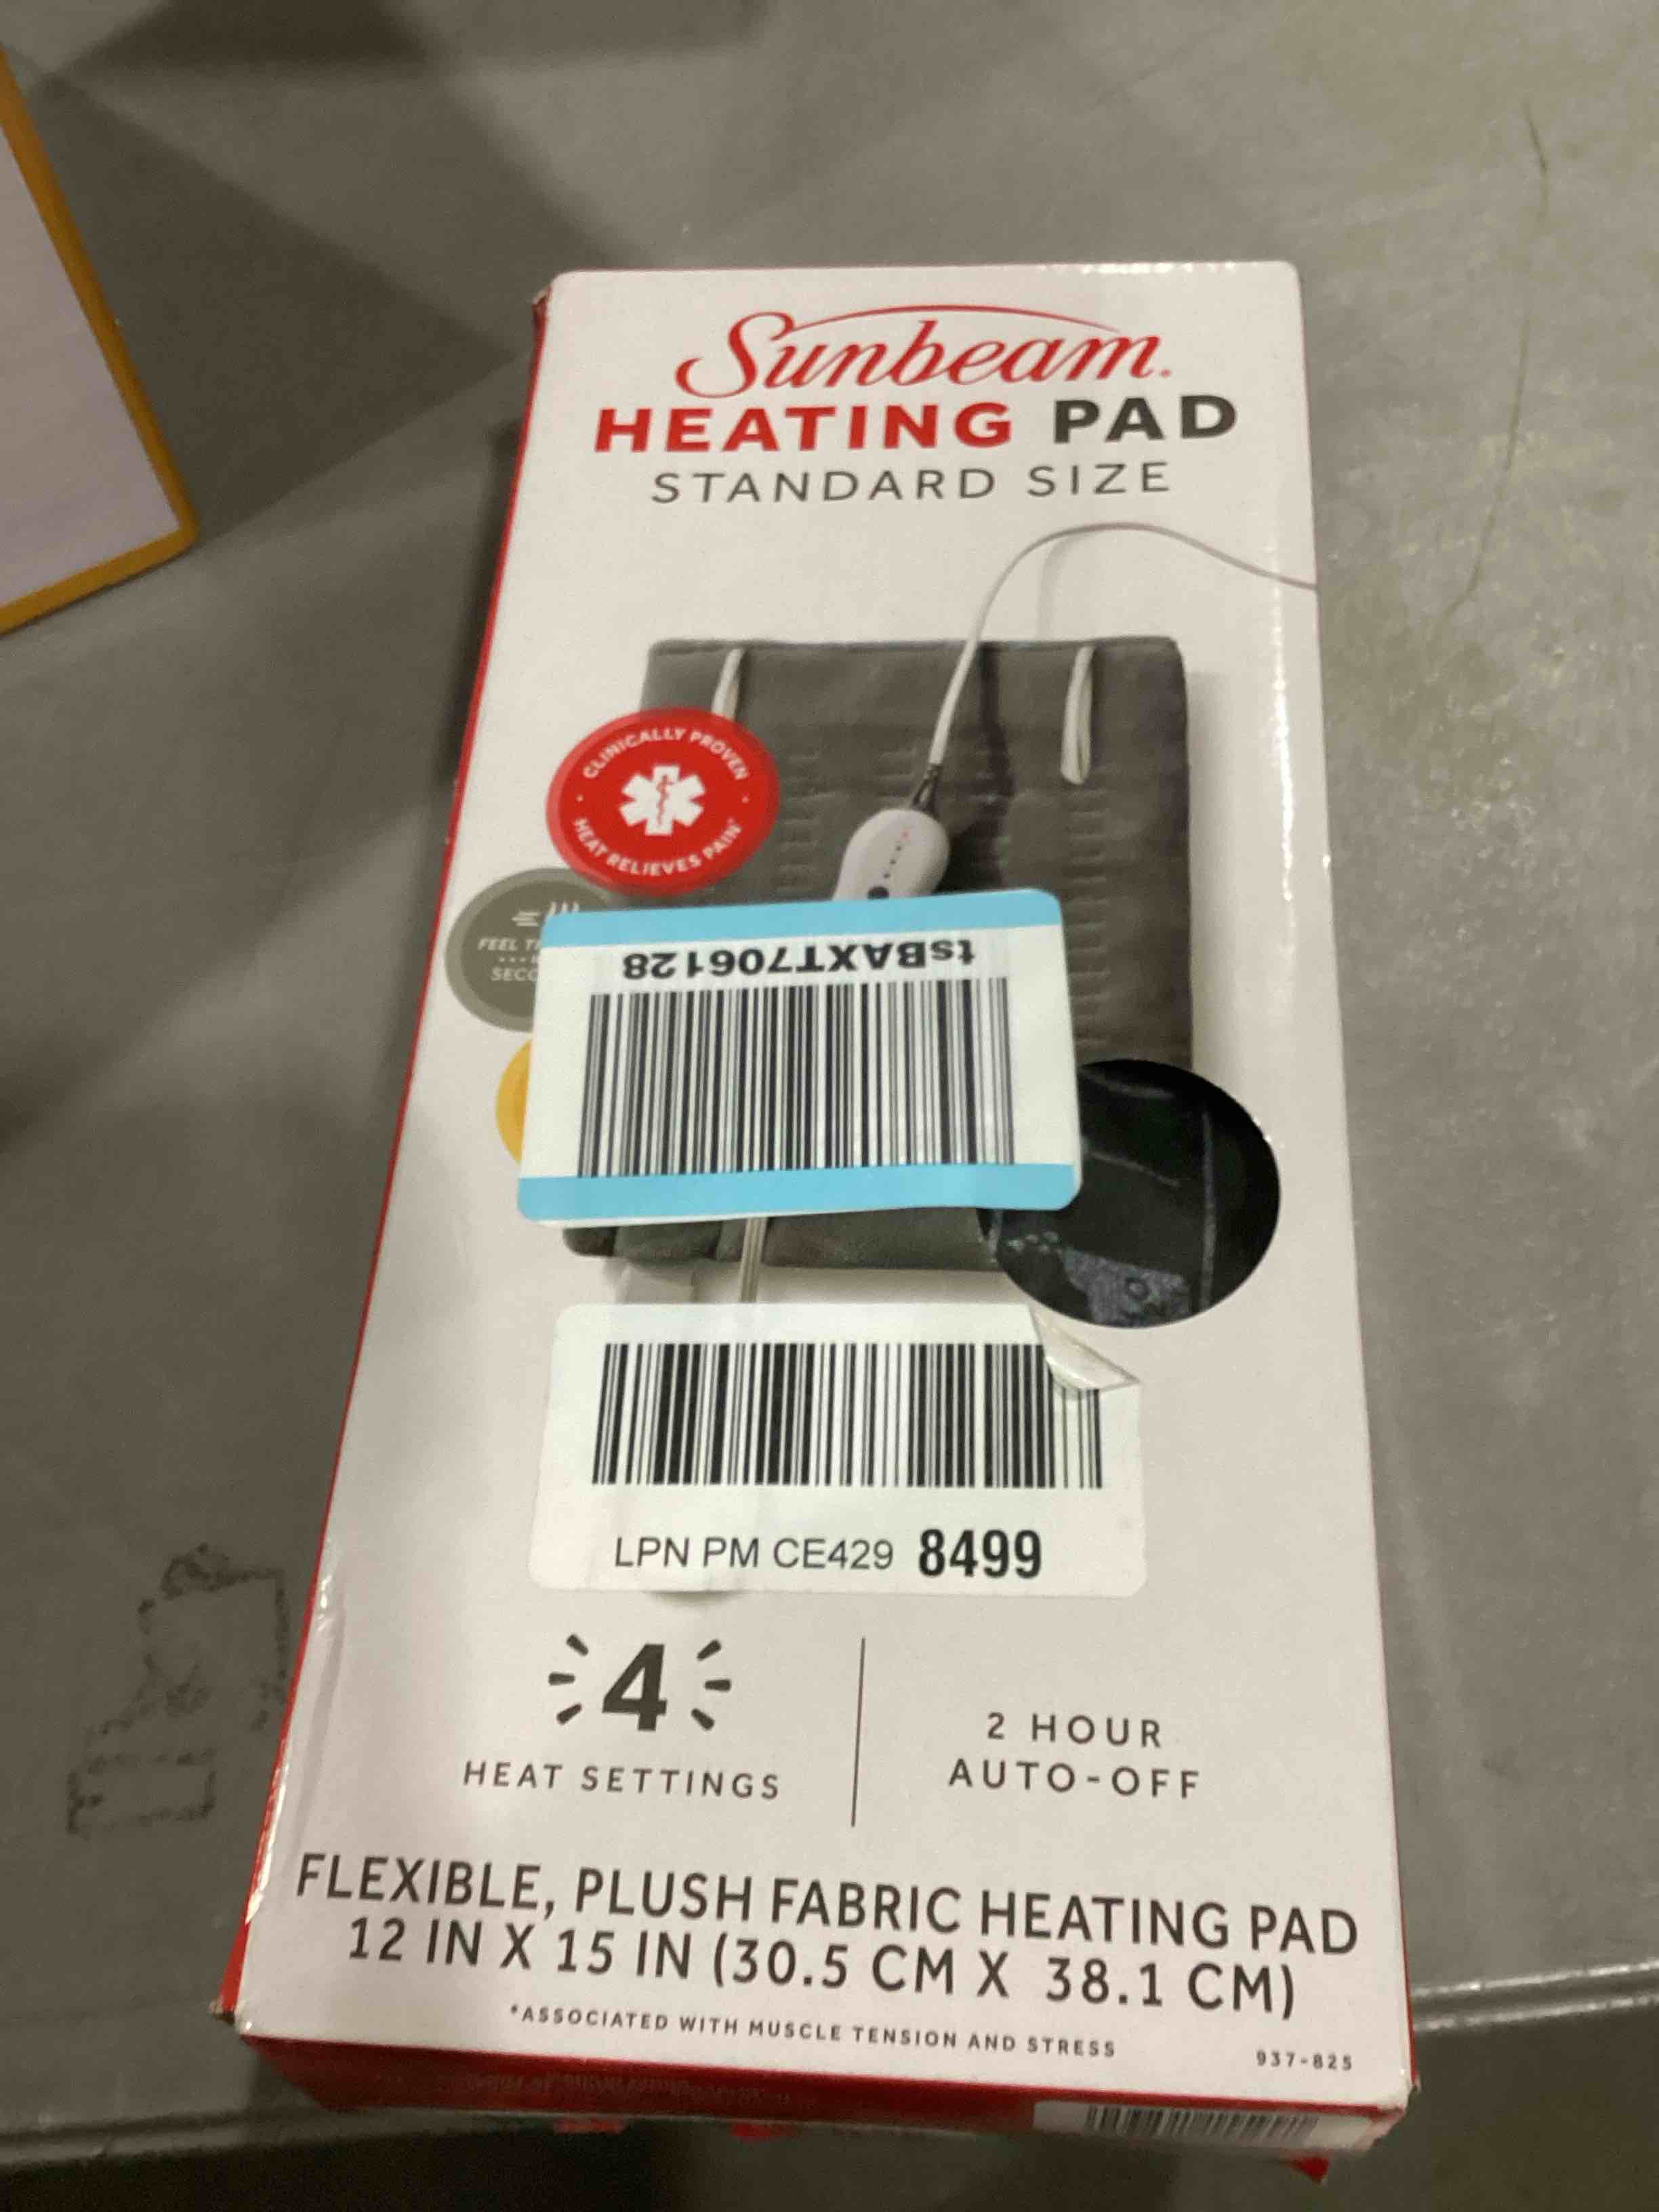 Sunbeam.
HEATING PAD
STANDARD SIZE
CLINICALLY PROVEN
HEAT RELIEVES PAIN*
FEEL
tsBAXT706128
LPN PM CE429 8499
4
HEAT SETTINGS
2 HOUR
AUTO-OFF
FLEXIBLE, PLUSH FABRIC HEATING PAD
12 IN X 15 IN (30.5 CM X 38.1 CM)
*ASSOCIATED WITH MUSCLE TENSION AND STRESS
937-825